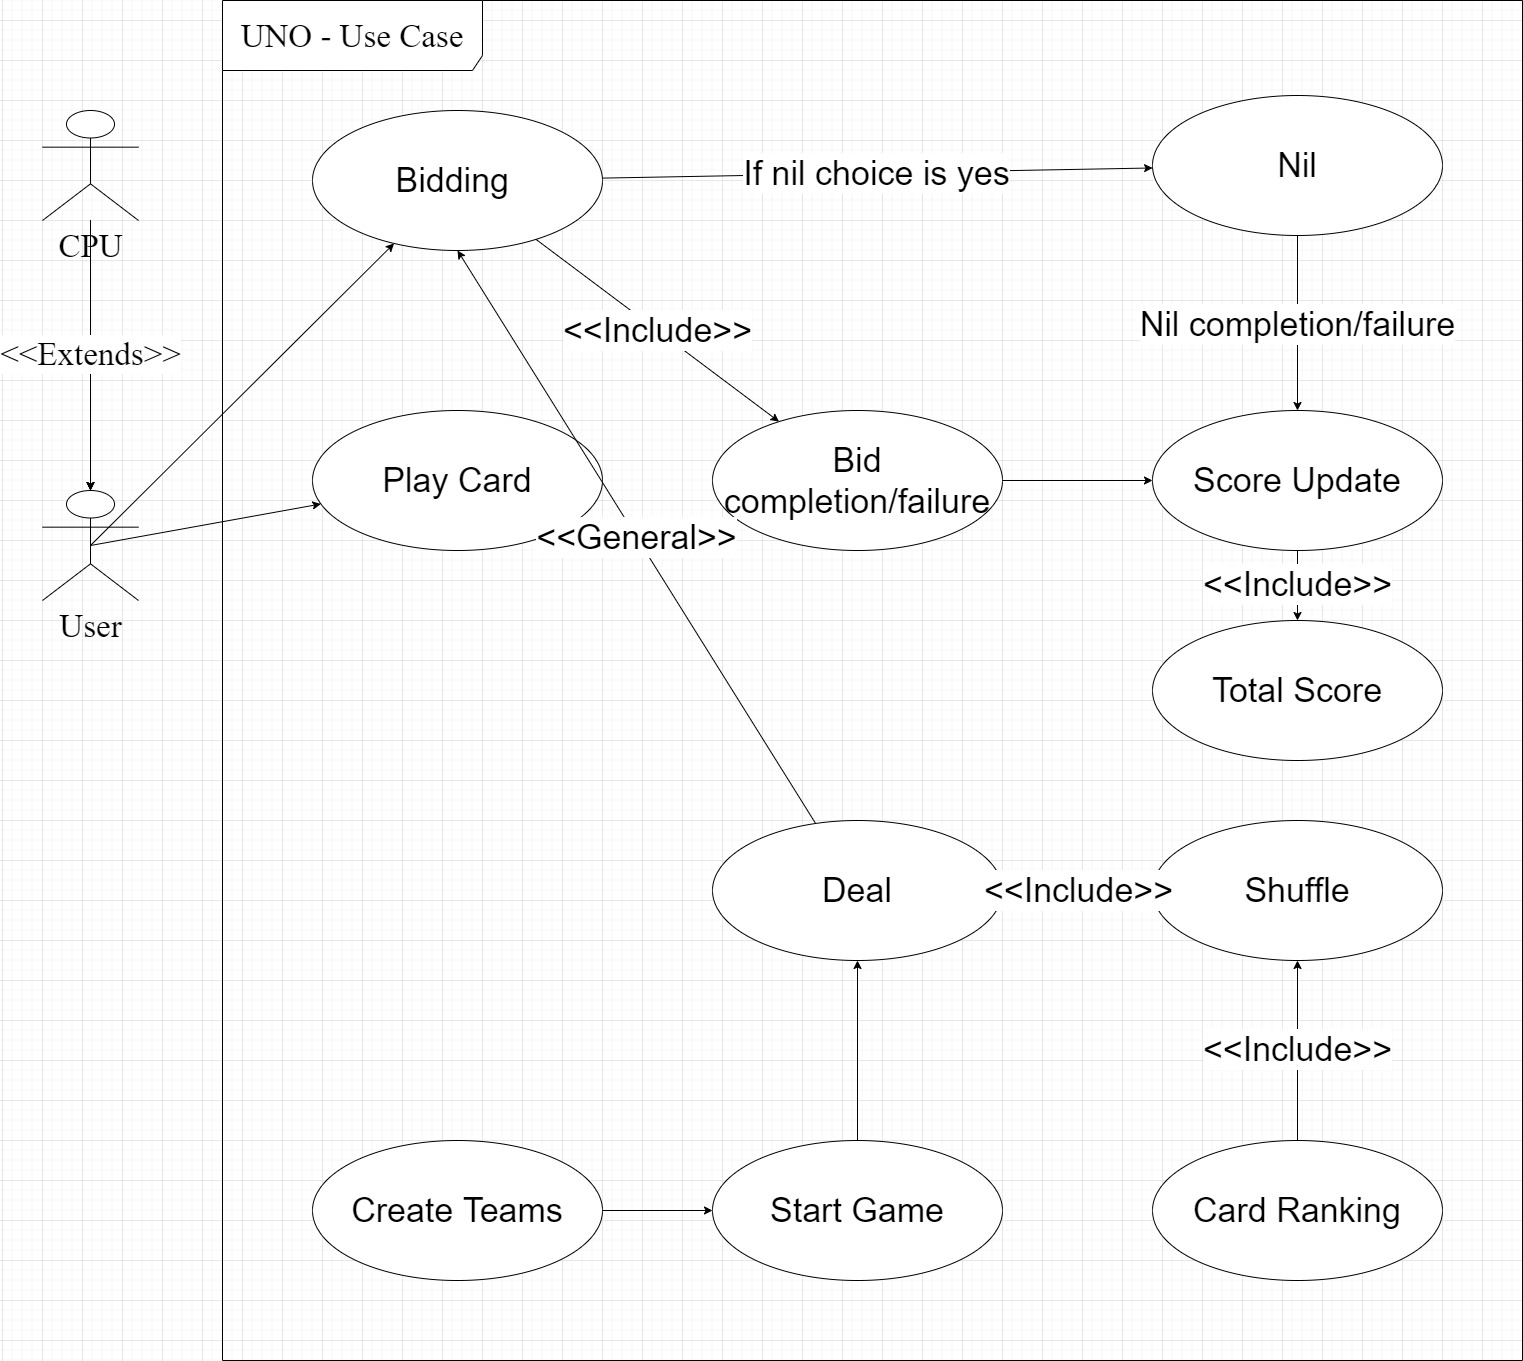 UNO - Use Case
Bidding
If nil choice is yes
Nil
CPU
<<Extends>>
<<Include>>
Nil completion/failure
Play Card
Bid
completion/failure
Score Update
<<General>>
<<Include>>
User
Total Score
Deal
<<Include>>
Shuffle
<<Include>>
Create Teams
Start Game
Card Ranking